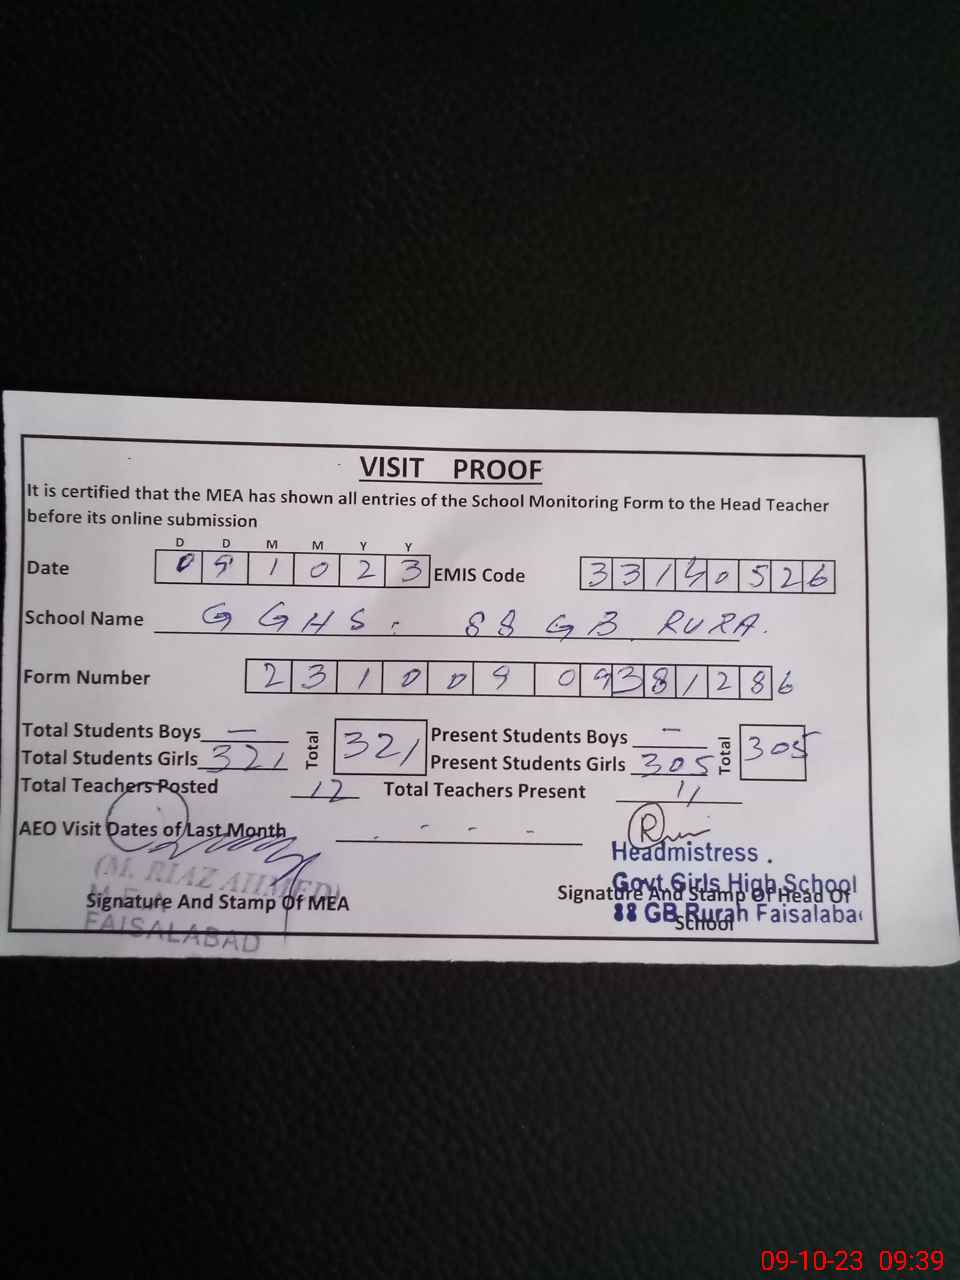 VISIT PROOF
It is certified that the MEA has shown all entries of the School Monitoring Form to the Head Teacher
before its online submission
D D M M Y Y
Date 0 9 1 0 2 3 EMIS Code 3 3 1 4 0 5 2 6
School Name G G H S : 88 G B RURA.
Form Number 2 3 1 0 0 9 0 9 3 8 1 2 8 6
Total Students Boys — Total 321 Present Students Boys — Total 305
Total Students Girls 321 Present Students Girls 305
Total Teachers Posted 12 Total Teachers Present 11
AEO Visit Dates of Last Month - - - -
Headmistress .
(M. RIAZ AHMED)
Govt Girls High School
M.E.A
Signature And Stamp Of MEA Signature And Stamp Of Head Of
School
88 GB Rurah Faisalabad
FAISALABAD
09-10-23 09:39